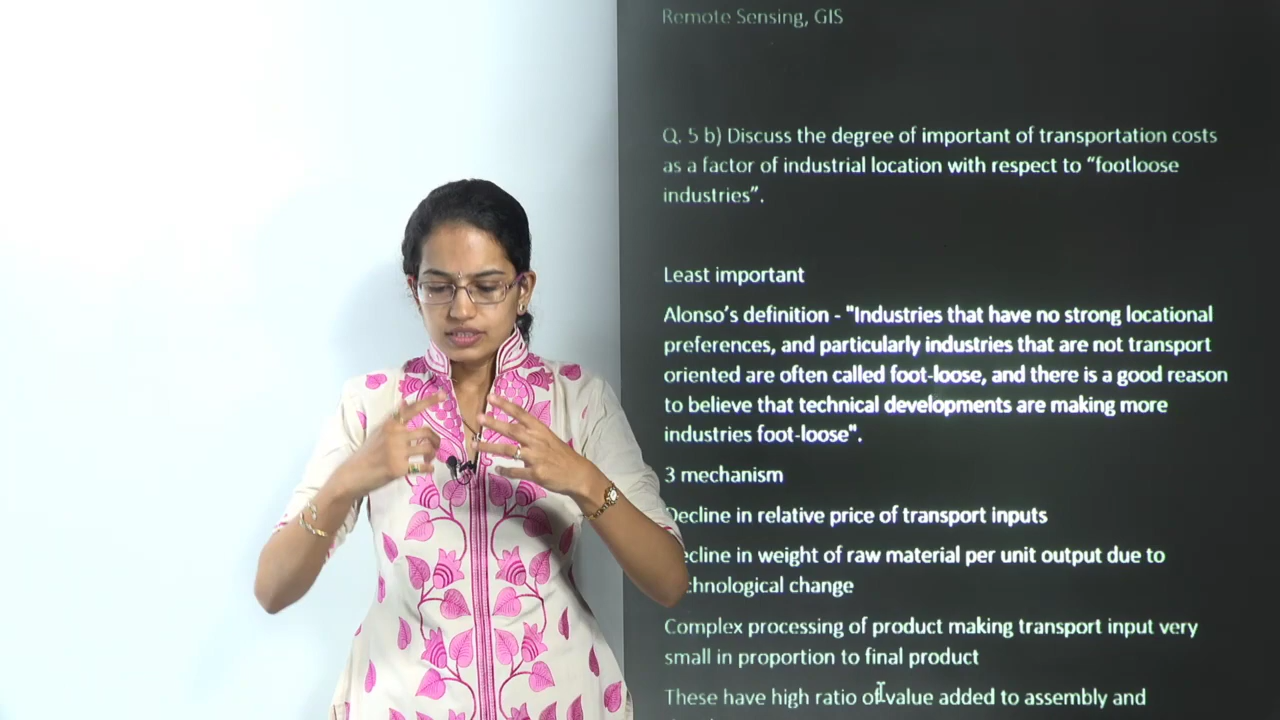 Remote Sensing, GIS
Q. 5 b) Discuss the degree of important of transportation costs
as a factor of industrial location with respect to “footloose
industries”.
Least important
Alonso’s definition - "Industries that have no strong locational
preferences, and particularly industries that are not transport
oriented are often called foot-loose, and there is a good reason
to believe that technical developments are making more
industries foot-loose".
3 mechanism
Decline in relative price of transport inputs
ecline in weight of raw material per unit output due to
chnological change
Complex processing of product making transport input very
small in proportion to final product
These have high ratio of value added to assembly and